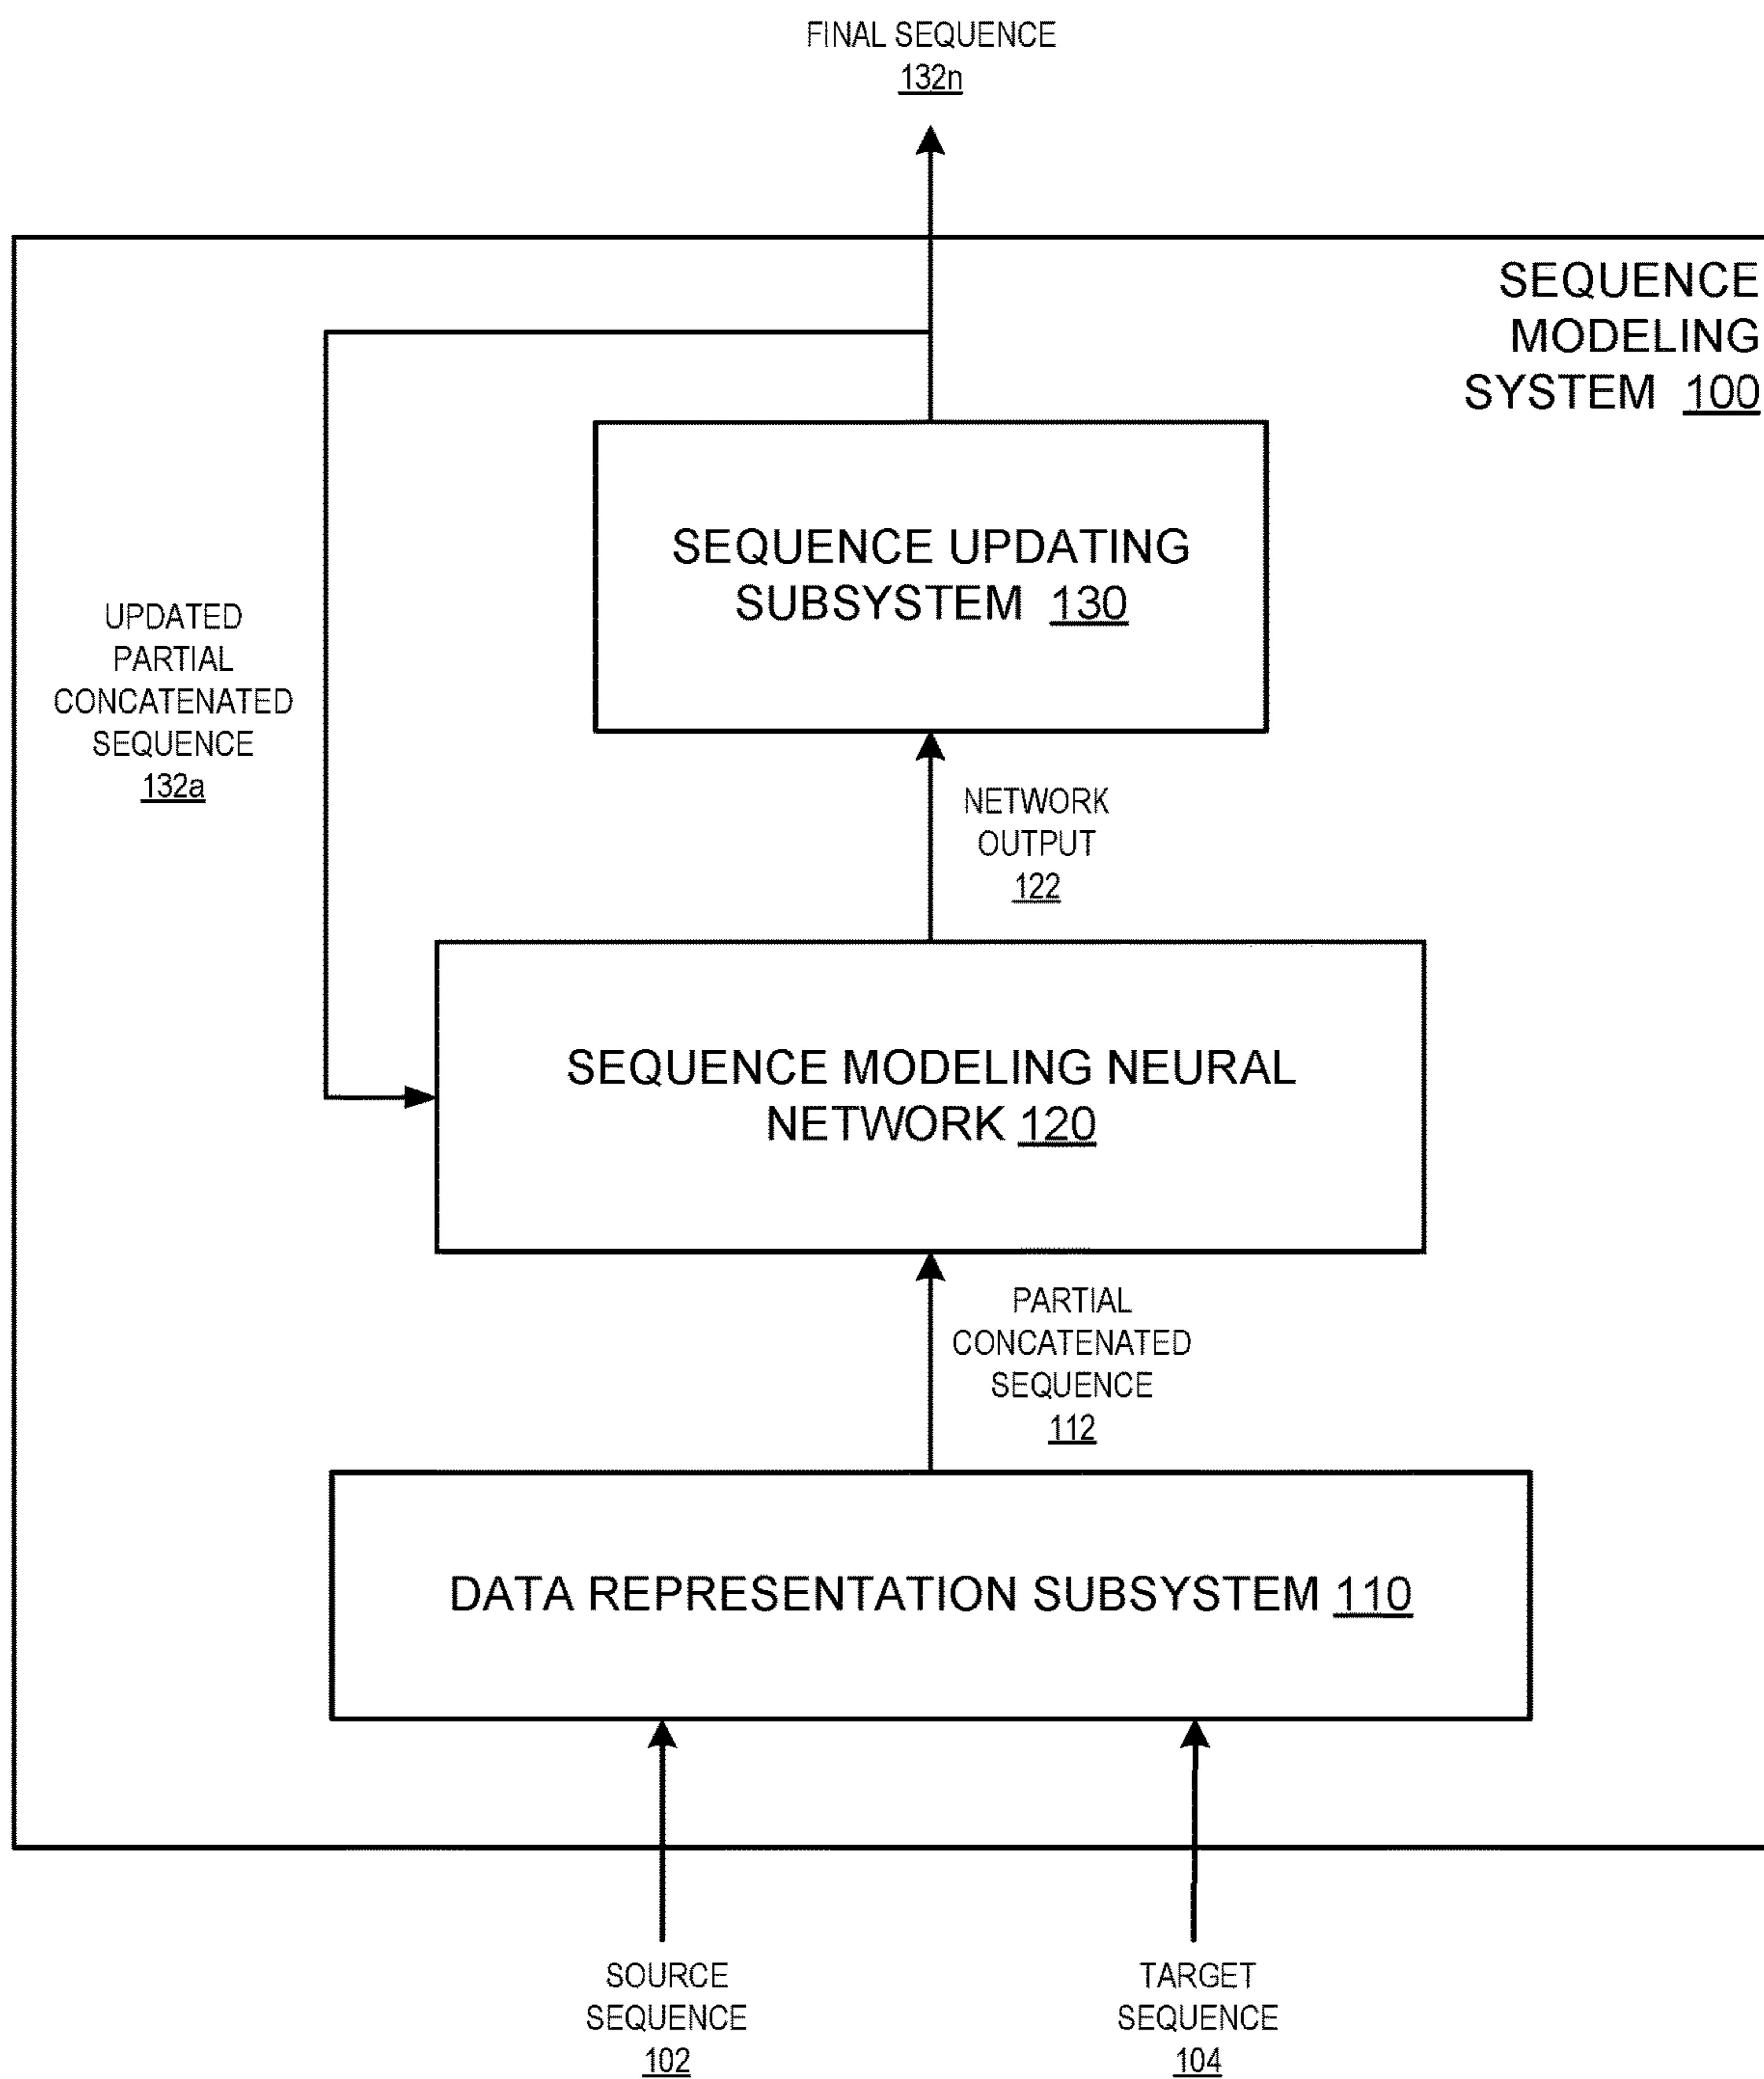 FINAL SEQUENCE
132n
SEQUENCE
MODELING
SYSTEM 100
SEQUENCE UPDATING
SUBSYSTEM 130
UPDATED
PARTIAL
CONCATENATED
SEQUENCE
132a
NETWORK
OUTPUT
122
SEQUENCE MODELING NEURAL
NETWORK 120
PARTIAL
CONCATENATED
SEQUENCE
112
DATA REPRESENTATION SUBSYSTEM 110
SOURCE
SEQUENCE
102
TARGET
SEQUENCE
104